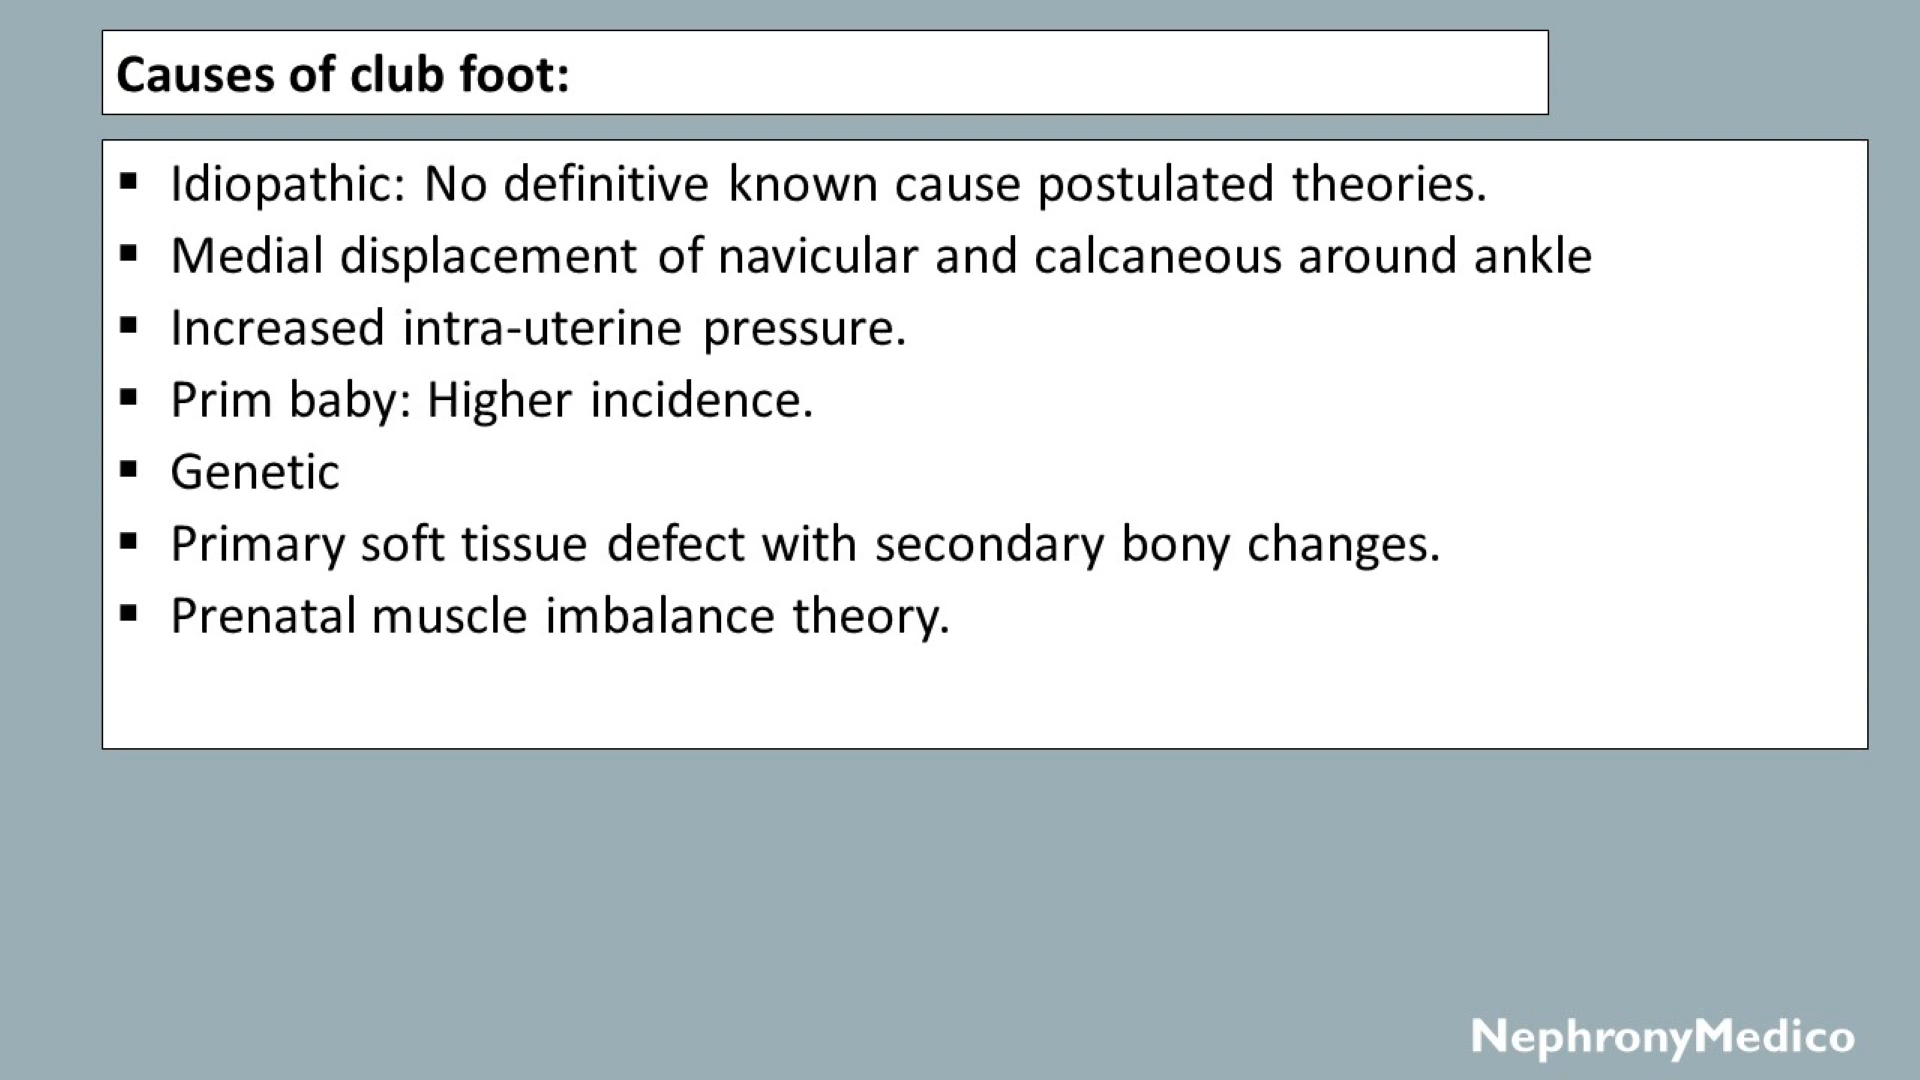 Causes of club foot:
▪ Idiopathic: No definitive known cause postulated theories.
▪ Medial displacement of navicular and calcaneous around ankle
▪ Increased intra-uterine pressure.
▪ Prim baby: Higher incidence.
▪ Genetic
▪ Primary soft tissue defect with secondary bony changes.
▪ Prenatal muscle imbalance theory.
NephronyMedico